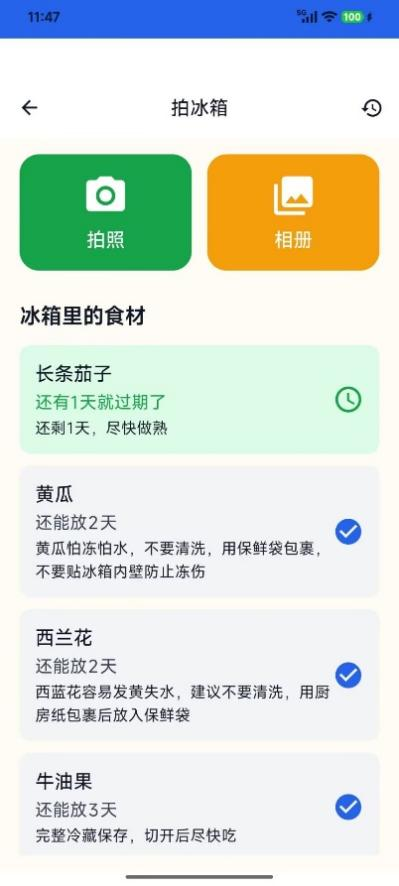 11:47
5G
100
拍冰箱
拍照
相册
冰箱里的食材
长条茄子
还有1天就过期了
还剩1天，尽快做熟
黄瓜
还能放2天
黄瓜怕冻怕水，不要清洗，用保鲜袋包裹，
不要贴冰箱内壁防止冻伤
西兰花
还能放2天
西蓝花容易发黄失水，建议不要清洗，用厨
房纸包裹后放入保鲜袋
牛油果
还能放3天
完整冷藏保存，切开后尽快吃